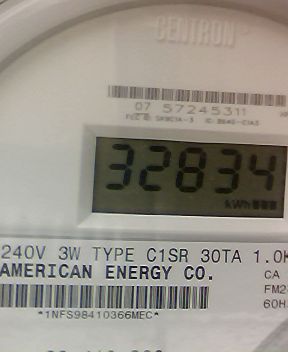 CENTRON
07 57245311
32834
kWh
240V 3W TYPE C1SR 30TA 1.0K
AMERICAN ENERGY CO.
CA
FM2
60H
*1NFS98410366MEC*